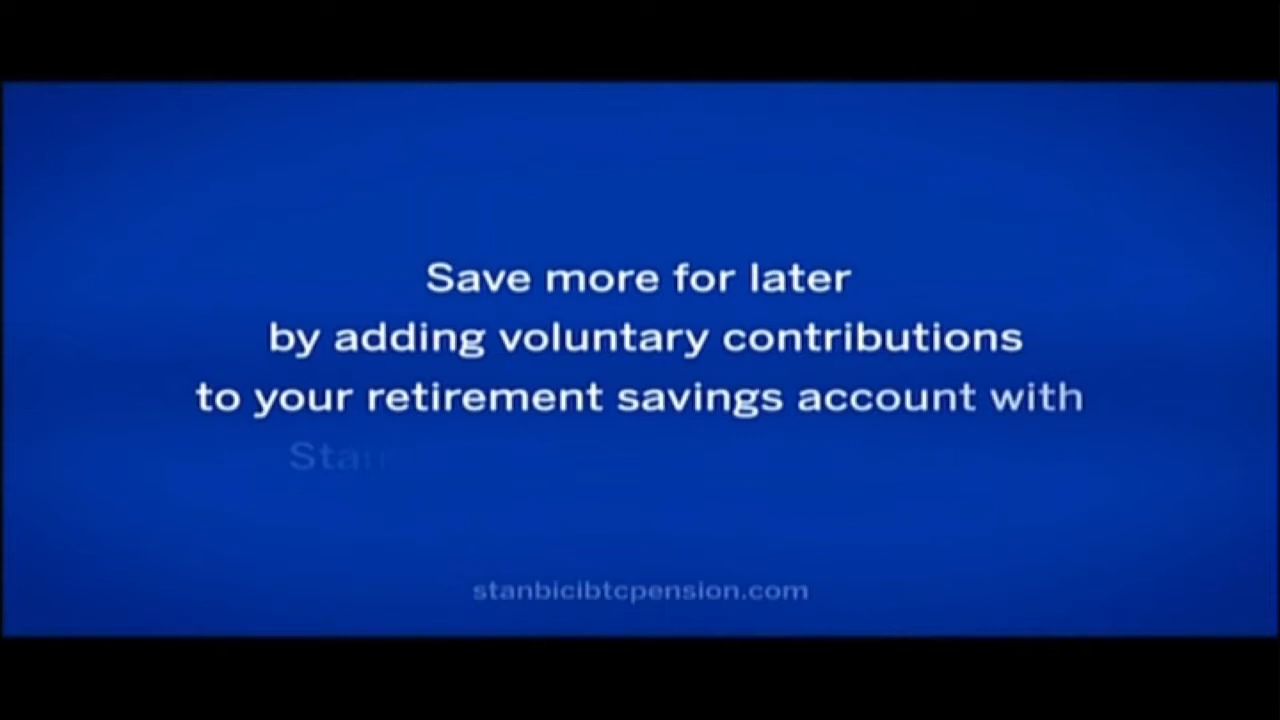 Save more for later
by adding voluntary contributions
to your retirement savings account with
stanbicibtcpension.com